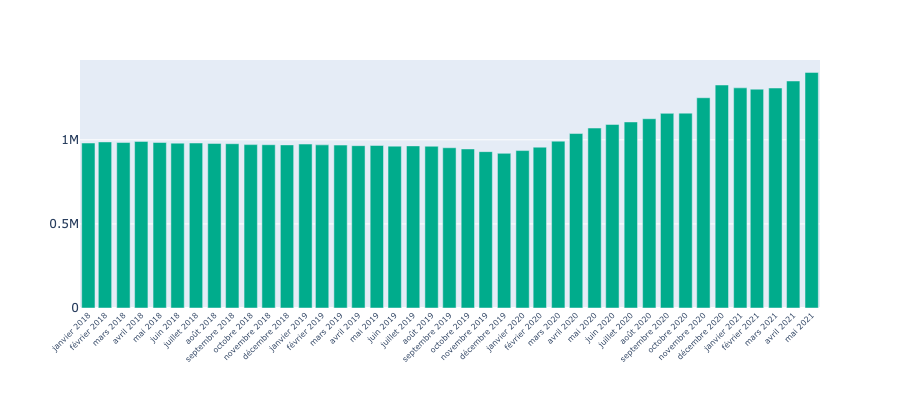 1M
0.5M
0
janvier 2018
février 2018
mars 2018
avril 2018
mai 2018
juin 2018
juillet 2018
août 2018
septembre 2018
octobre 2018
novembre 2018
décembre 2018
janvier 2019
février 2019
mars 2019
avril 2019
mai 2019
juin 2019
juillet 2019
août 2019
septembre 2019
octobre 2019
novembre 2019
décembre 2019
janvier 2020
février 2020
mars 2020
avril 2020
mai 2020
juin 2020
juillet 2020
août 2020
septembre 2020
octobre 2020
novembre 2020
décembre 2020
janvier 2021
février 2021
mars 2021
avril 2021
mai 2021